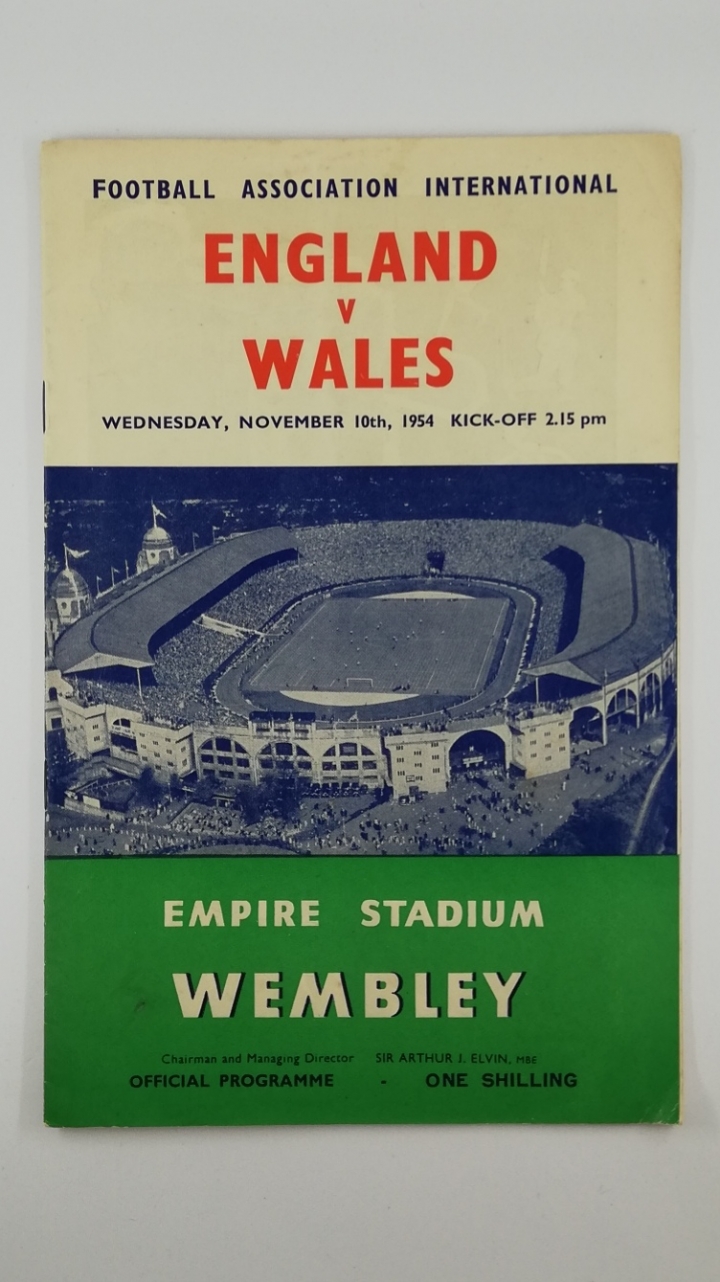 FOOTBALL ASSOCIATION INTERNATIONAL
ENGLAND
V
WALES
WEDNESDAY, NOVEMBER 10th, 1954 KICK-OFF 2.15 pm
EMPIRE STADIUM
WEMBLEY
Chairman and Managing Director SIR ARTHUR J. ELVIN, MBE
OFFICIAL PROGRAMME - ONE SHILLING